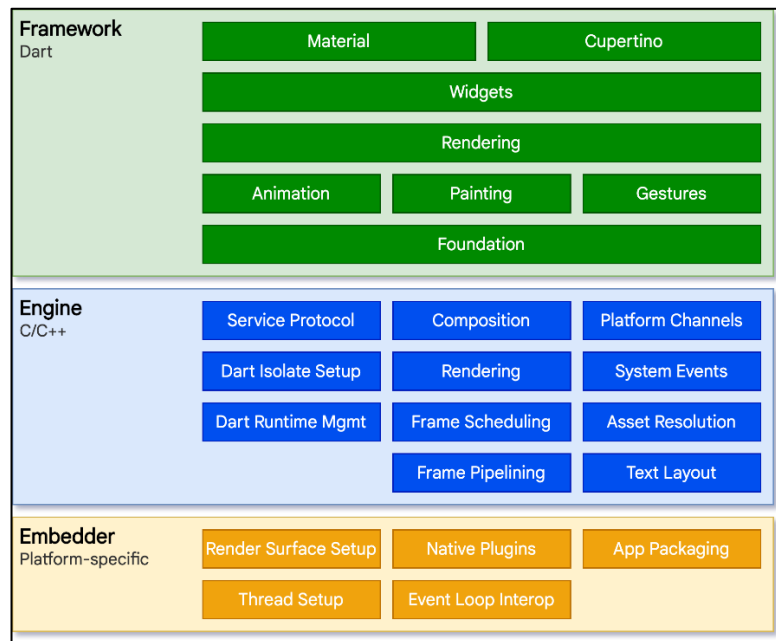 Framework
Dart
Material
Cupertino
Widgets
Rendering
Animation
Painting
Gestures
Foundation
Engine
C/C++
Service Protocol
Composition
Platform Channels
Dart Isolate Setup
Rendering
System Events
Dart Runtime Mgmt
Frame Scheduling
Asset Resolution
Frame Pipelining
Text Layout
Embedder
Platform-specific
Render Surface Setup
Native Plugins
App Packaging
Thread Setup
Event Loop Interop